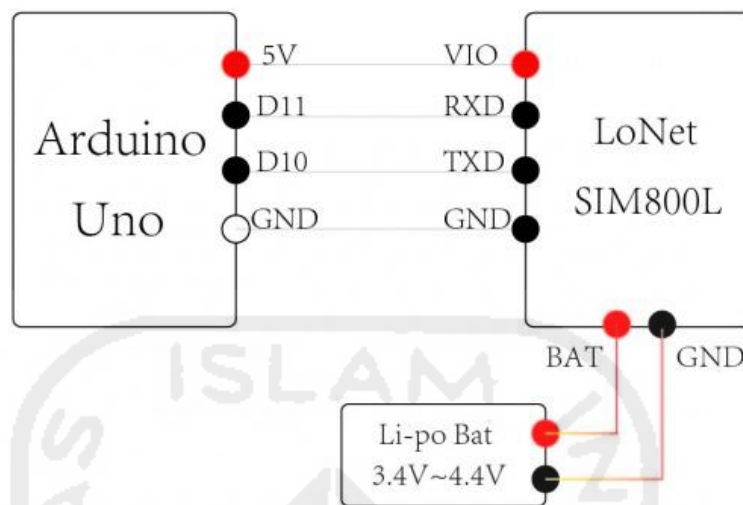 5V VIO
D11 RXD
Arduino
Uno
LoNet
SIM800L
D10 TXD
GND GND
BAT GND
Li-po Bat
3.4V~4.4V
ISLAM